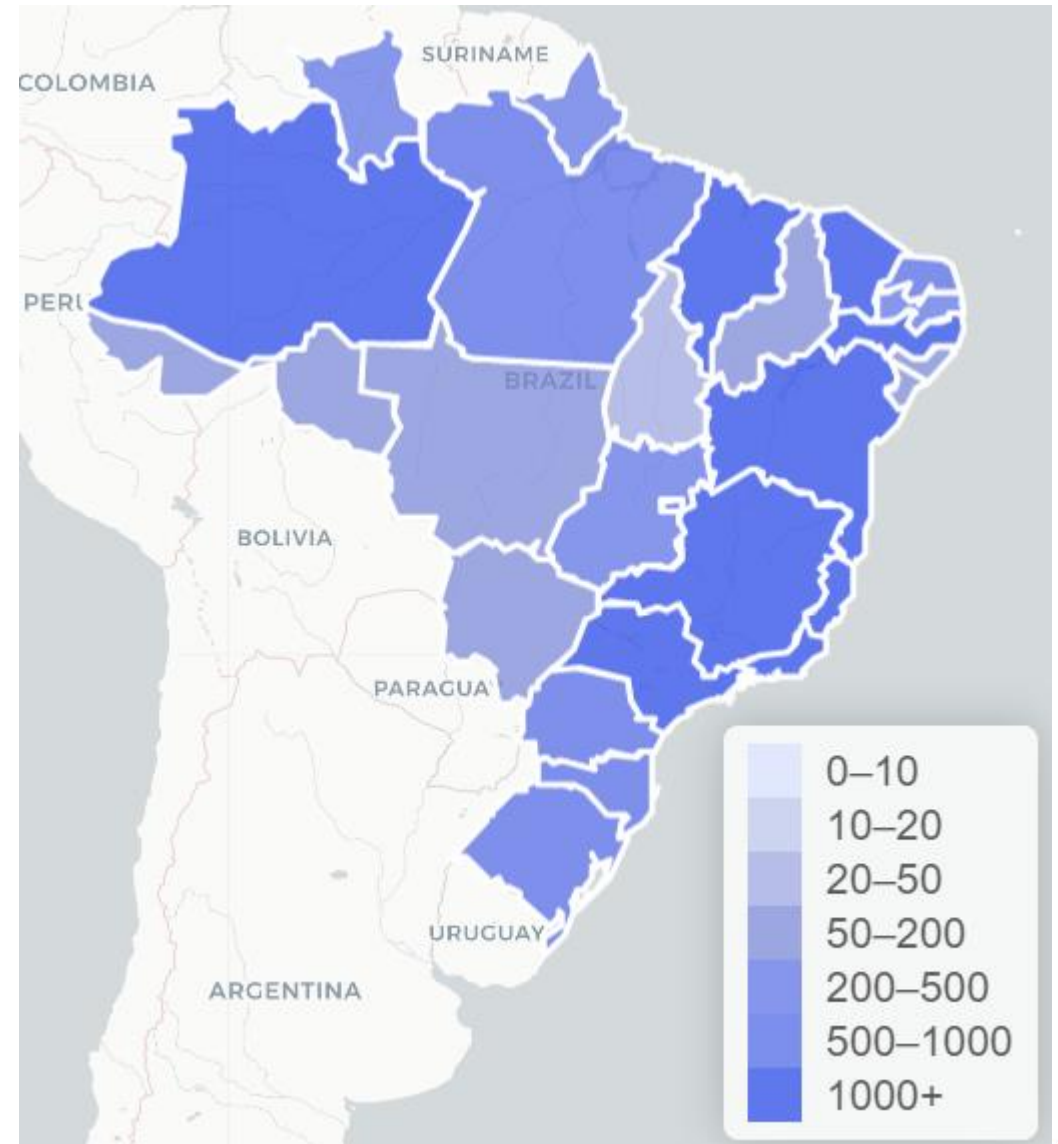 SURINAME
COLOMBIA
PERU
BRAZIL
BOLIVIA
PARAGUA
URUGUAY
ARGENTINA
0–10
10–20
20–50
50–200
200–500
500–1000
1000+